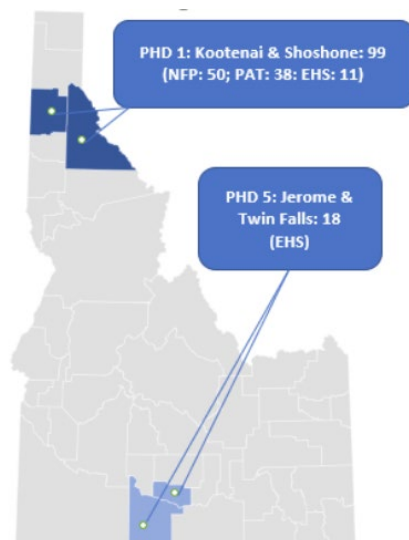 PHD 1: Kootenai & Shoshone: 99
(NFP: 50; PAT: 38: EHS: 11)
PHD 5: Jerome &
Twin Falls: 18
(EHS)